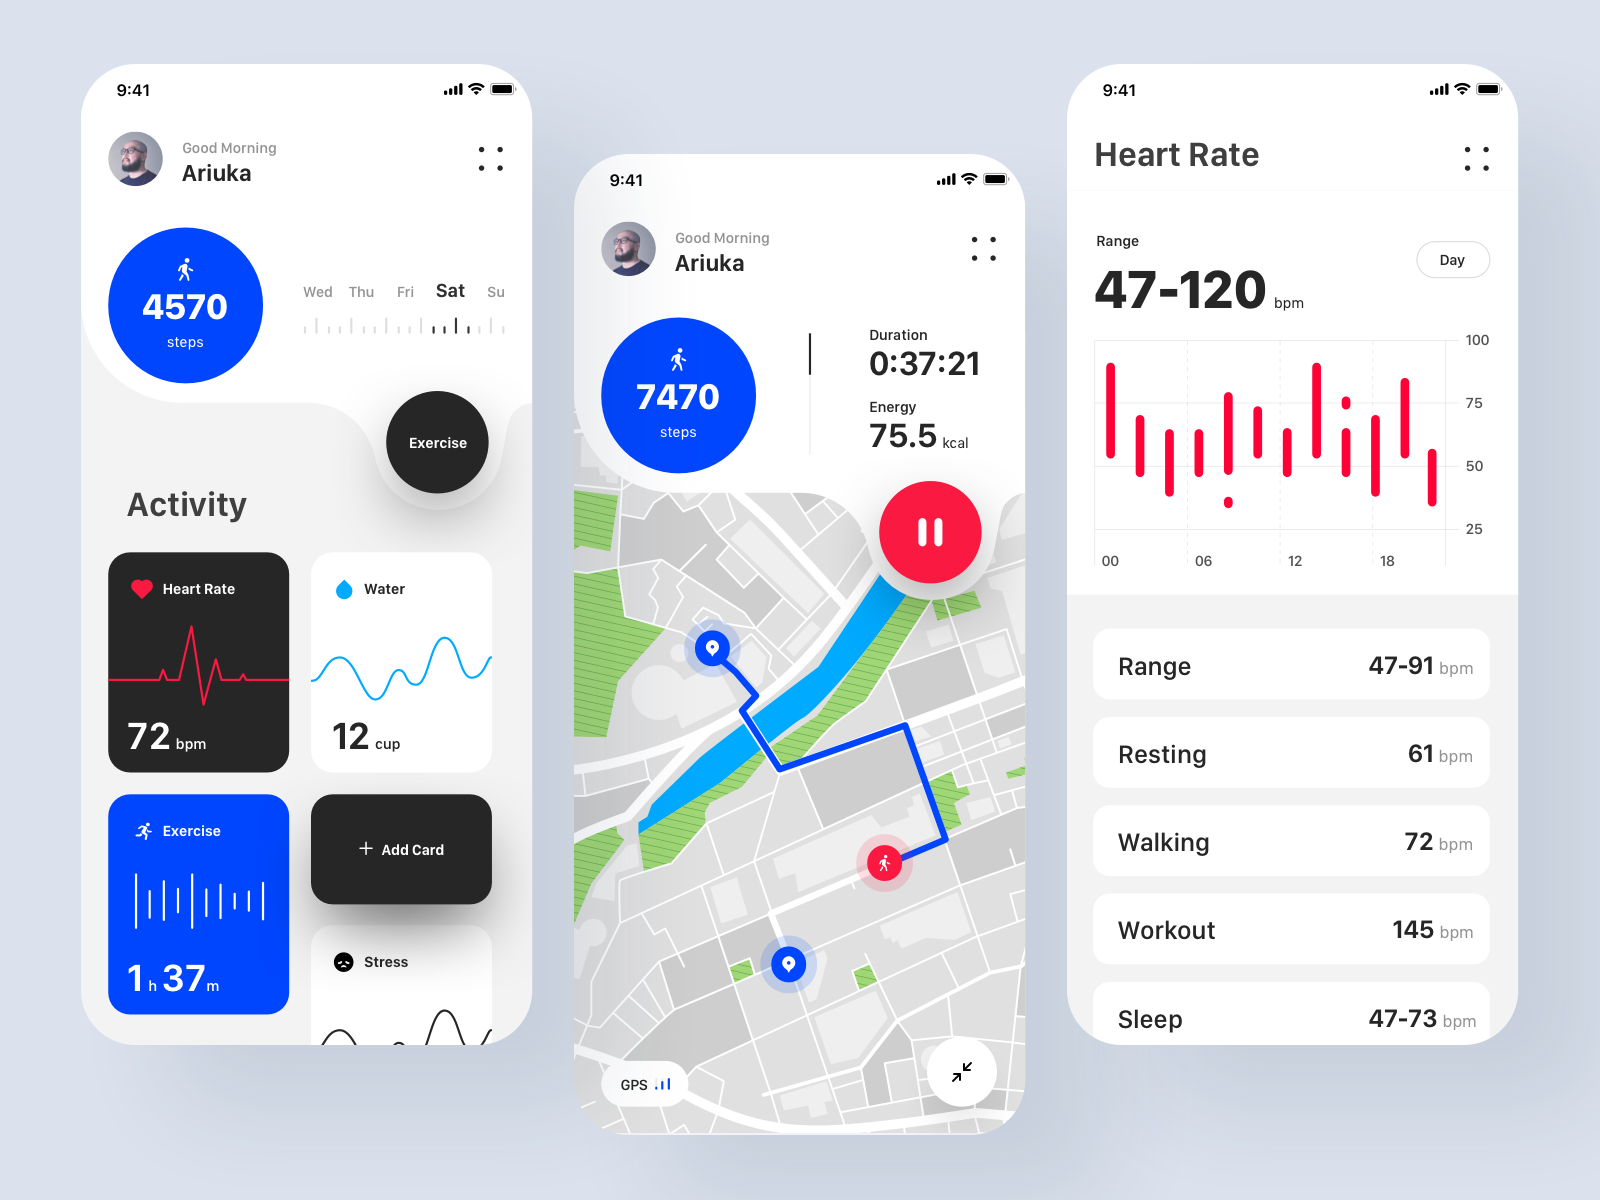 9:41
Good Morning
Ariuka
4570
steps
Wed Thu Fri Sat Su
Exercise
Activity
Heart Rate
72 bpm
Water
12 cup
Exercise
1 h 37 m
+ Add Card
Stress
9:41
Good Morning
Ariuka
7470
steps
Duration
0:37:21
Energy
75.5 kcal
GPS
9:41
Heart Rate
Range
47-120 bpm
Day
100
75
50
25
00 06 12 18
Range 47-91 bpm
Resting 61 bpm
Walking 72 bpm
Workout 145 bpm
Sleep 47-73 bpm